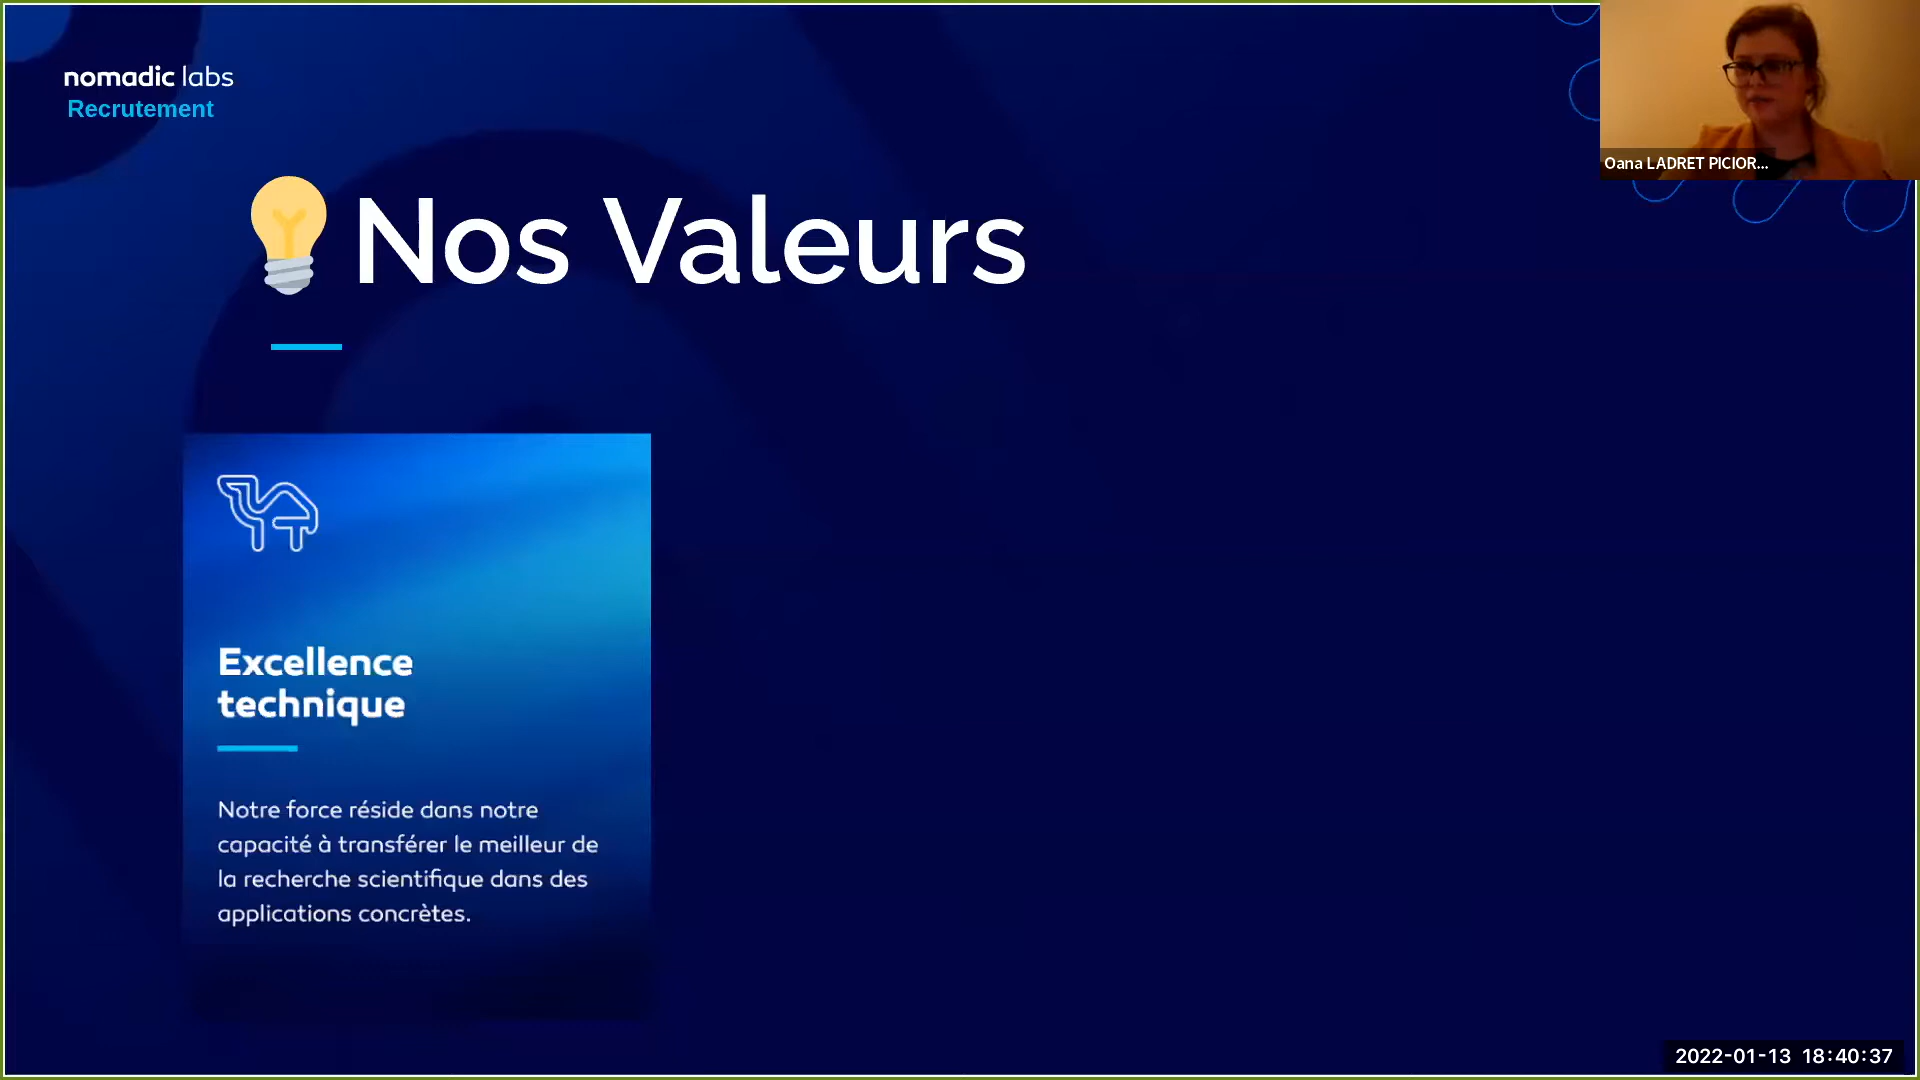 nomadic labs
Recrutement
Oana LADRET PICIOR...
Nos Valeurs
Excellence
technique
Notre force réside dans notre
capacité à transférer le meilleur de
la recherche scientifique dans des
applications concrètes.
2022-01-13 18:40:37